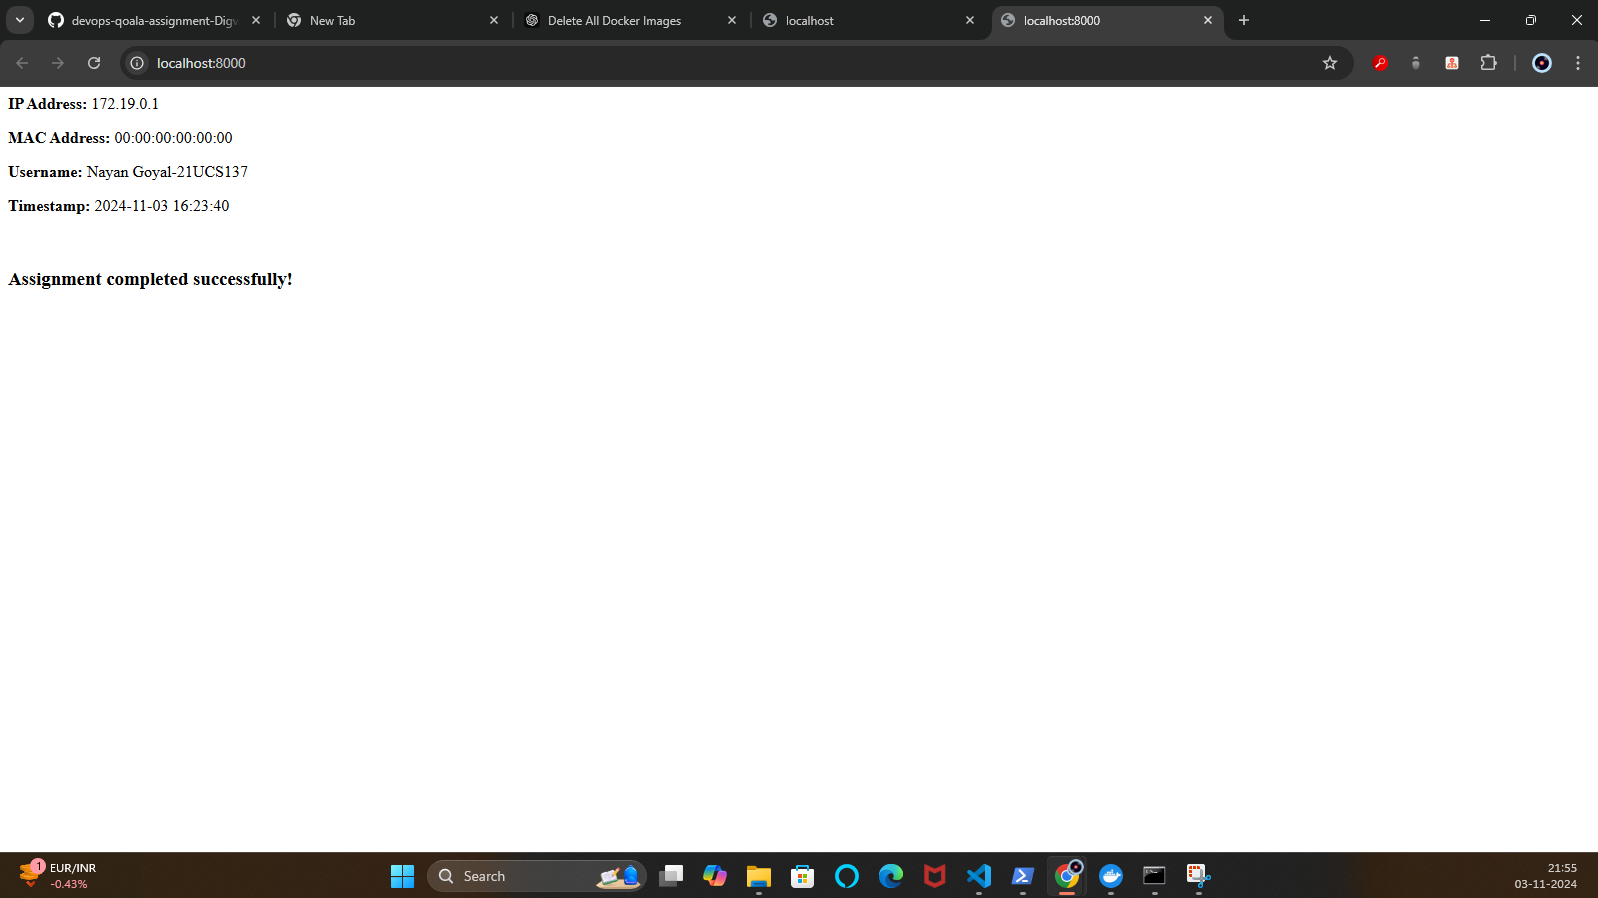 devops-qoala-assignment-Digv
New Tab
Delete All Docker Images
localhost
localhost:8000
localhost:8000
IP Address: 172.19.0.1
MAC Address: 00:00:00:00:00:00
Username: Nayan Goyal-21UCS137
Timestamp: 2024-11-03 16:23:40
Assignment completed successfully!
1
EUR/INR
-0.43%
Search
21:55
03-11-2024